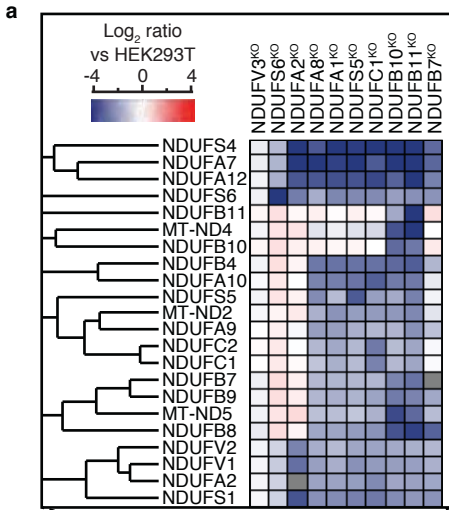 a
Log2 ratio
vs HEK293T
-4 0 4
NDUFV3KO
NDUFS6KO
NDUFA2KO
NDUFA8KO
NDUFA1KO
NDUFS5KO
NDUFC1KO
NDUFB10KO
NDUFB11KO
NDUFB7KO
NDUFS4
NDUFA7
NDUFA12
NDUFS6
NDUFB11
MT-ND4
NDUFB10
NDUFB4
NDUFA10
NDUFS5
MT-ND2
NDUFA9
NDUFC2
NDUFC1
NDUFB7
NDUFB9
MT-ND5
NDUFB8
NDUFV2
NDUFV1
NDUFA2
NDUFS1